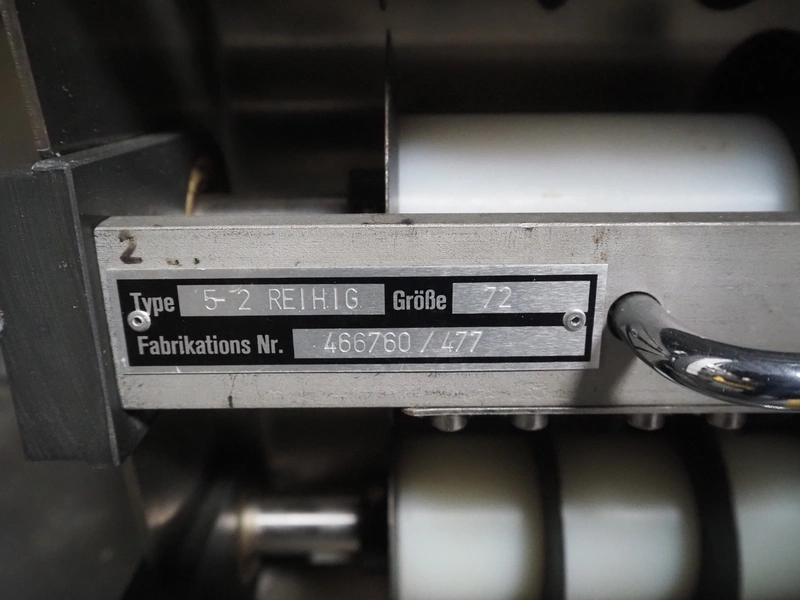 2
Type 5-2 REIHIG Größe 72
Fabrikations Nr. 466760/477